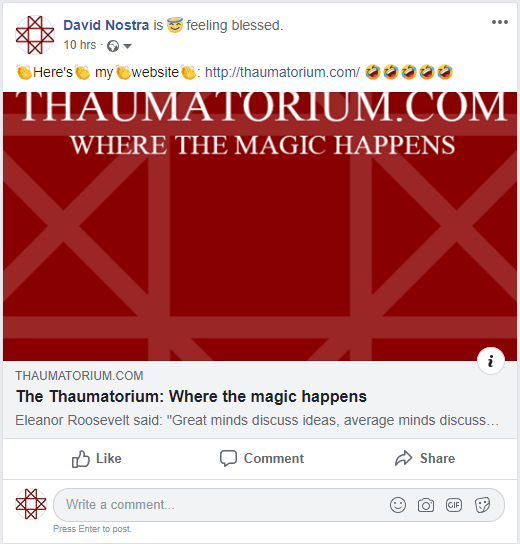 David Nostra is 😇 feeling blessed.
10 hrs ·
👏Here's👏 my👏website👏: http://thaumatorium.com/ 🤣🤣🤣🤣🤣
THAUMATORIUM.COM
WHERE THE MAGIC HAPPENS
i
THAUMATORIUM.COM
The Thaumatorium: Where the magic happens
Eleanor Roosevelt said: "Great minds discuss ideas, average minds discuss…
Like Comment Share
Write a comment... GIF
Press Enter to post.